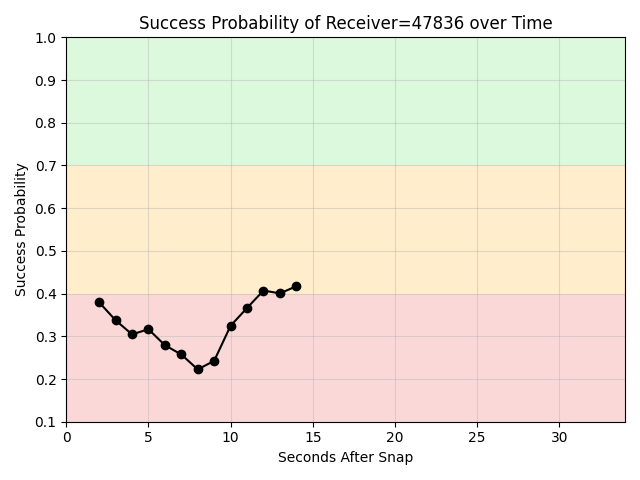 Success Probability of Receiver=47836 over Time
1.0
0.9
0.8
0.7
0.6
0.5
0.4
0.3
0.2
0.1
Success Probability
0 5 10 15 20 25 30
Seconds After Snap